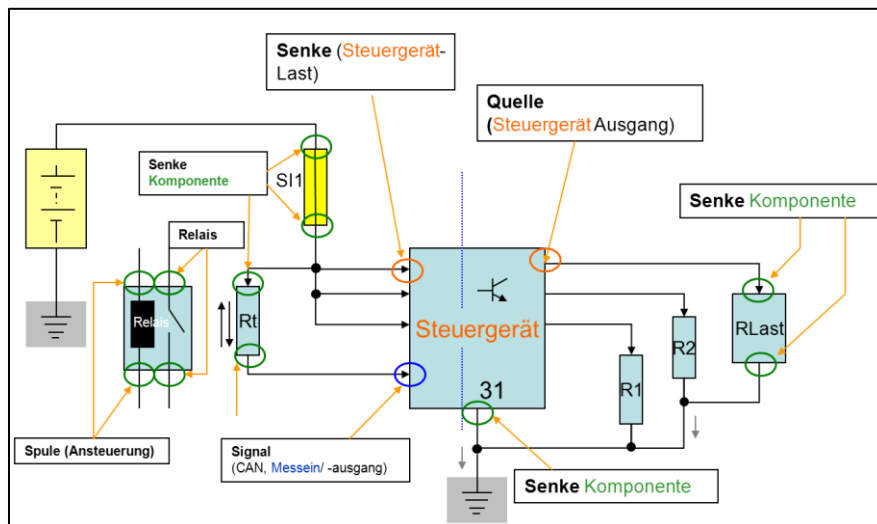 Senke (Steuergerät-
Last)
Quelle
(Steuergerät Ausgang)
Senke
Komponente
SI1
Senke Komponente
Relais
Relais
Rt
Steuergerät
RLast
R2
R1
31
Spule (Ansteuerung)
Signal
(CAN, Messein/ -ausgang)
Senke Komponente